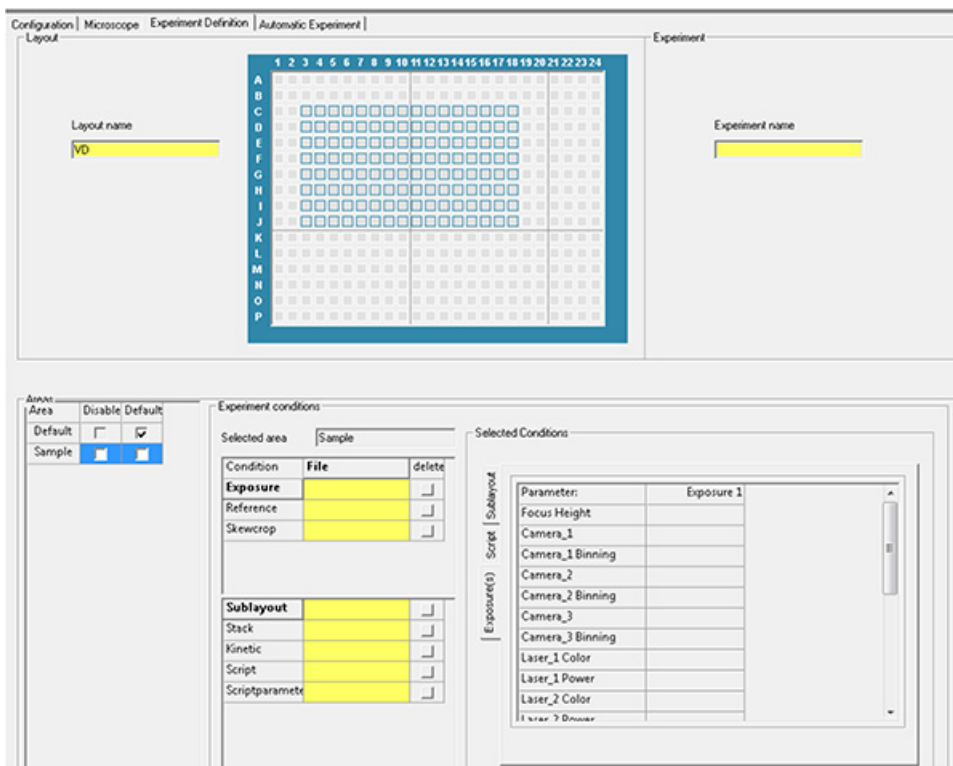 Configuration Microscope Experiment Definition Automatic Experiment
Layout
Experiment
1 2 3 4 5 6 7 8 9 10 11 12 13 14 15 16 17 18 19 20 21 22 23 24
A
B
C
D
E
F
G
H
I
J
K
L
M
N
O
P
Layout name
VD
Experiment name
Areas
Area Disable Default
Default
Sample
Experiment conditions
Selected area Sample
Condition File delete
Exposure
Reference
Skewcrop
Sublayout
Stack
Kinetic
Script
Scriptparamete
Selected Conditions
Sublayout
Script
Exposure(s)
Parameter: Exposure 1
Focus Height
Camera_1
Camera_1 Binning
Camera_2
Camera_2 Binning
Camera_3
Camera_3 Binning
Laser_1 Color
Laser_1 Power
Laser_2 Color
Laser_2 Power